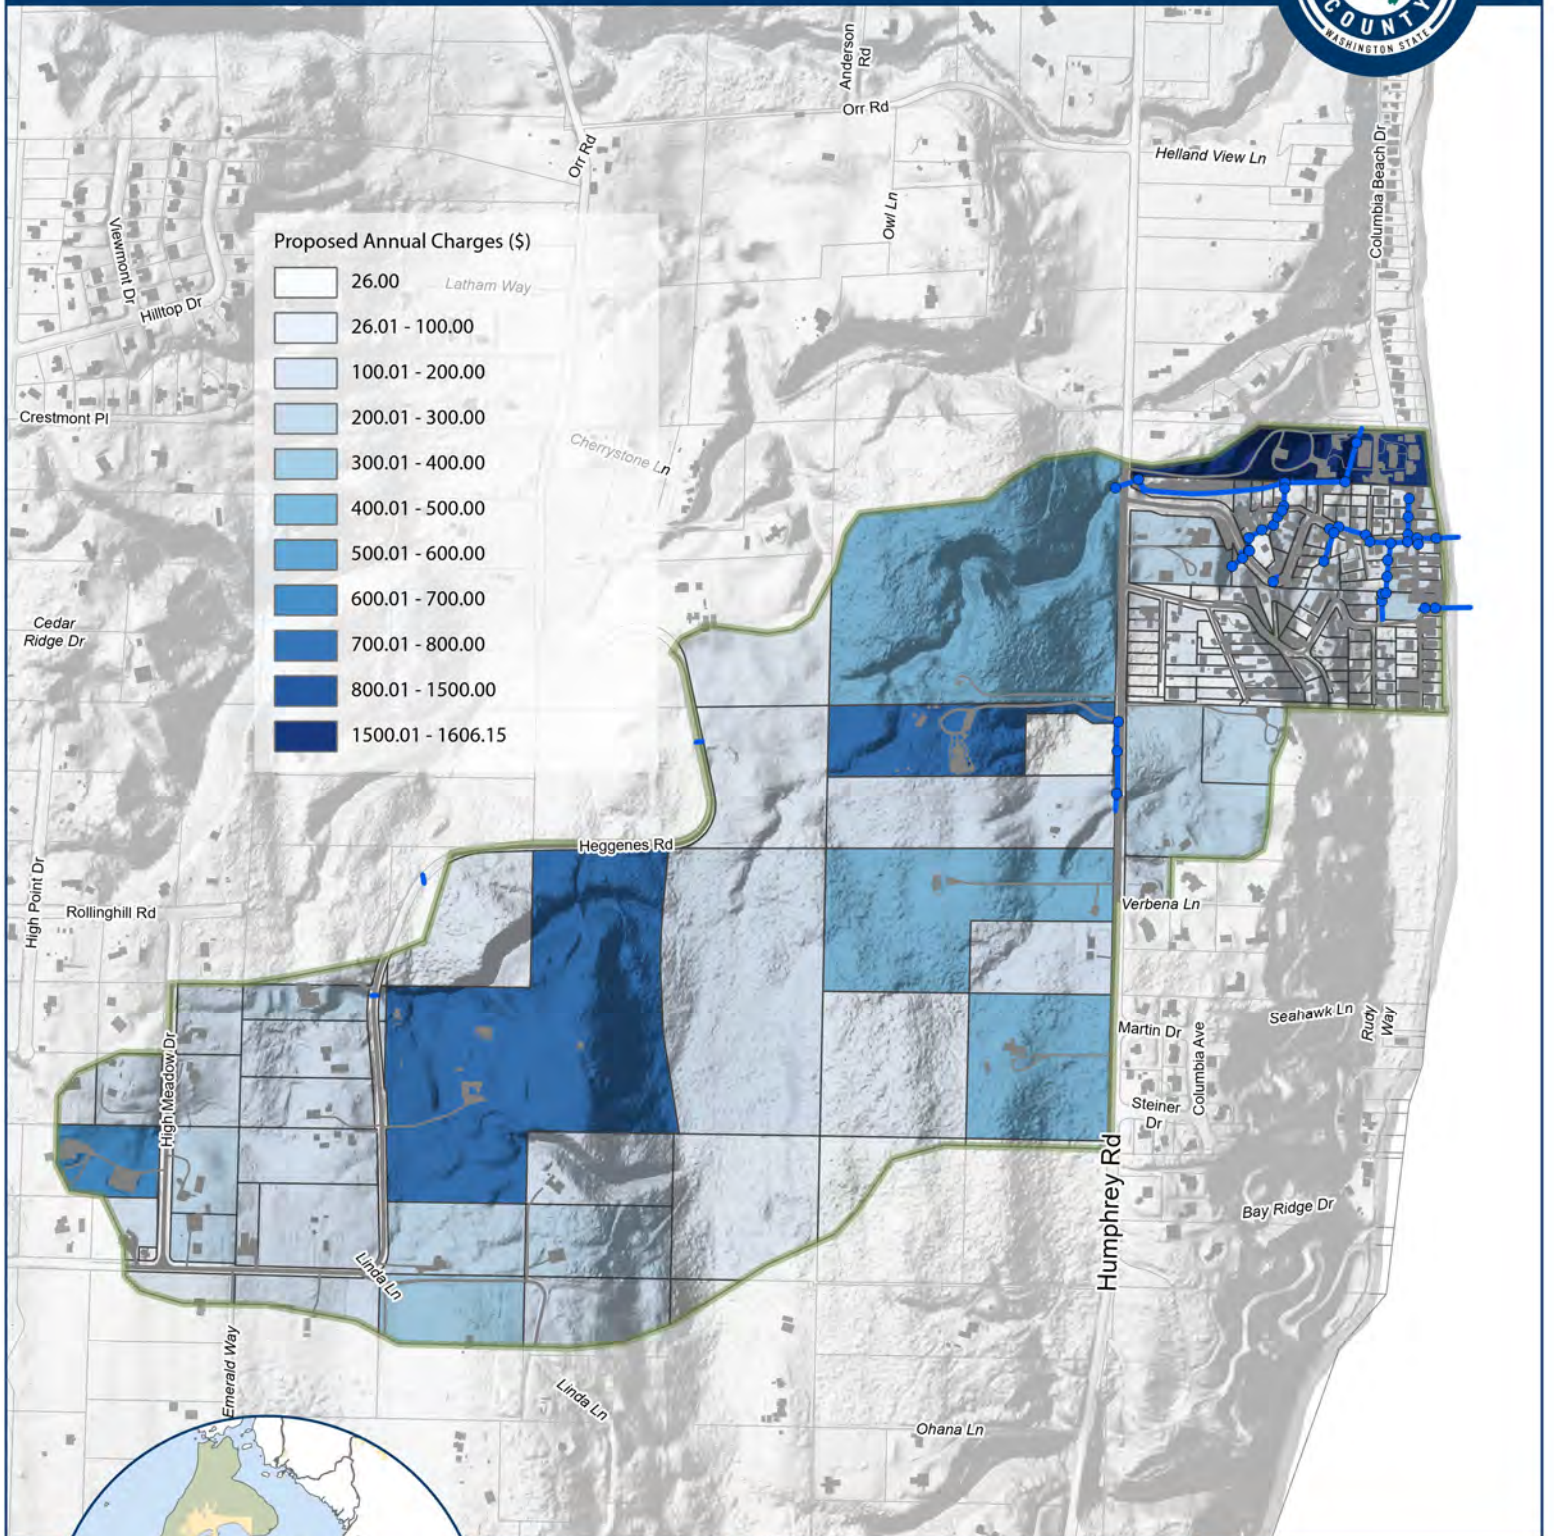 COUNTY
WASHINGTON STATE
Anderson
Rd
Orr Rd
Orr Rd
Helland View Ln
Columbia Beach Dr
Owl Ln
Viewmont Dr
Hilltop Dr
Proposed Annual Charges ($)
26.00
Latham Way
26.01 - 100.00
100.01 - 200.00
200.01 - 300.00
300.01 - 400.00
400.01 - 500.00
500.01 - 600.00
600.01 - 700.00
700.01 - 800.00
800.01 - 1500.00
1500.01 - 1606.15
Crestmont Pl
Cherrystone Ln
Cedar
Ridge Dr
Heggenes Rd
High Point Dr
Rollinghill Rd
Verbena Ln
Seahawk Ln
Rudy
Way
Martin Dr
Columbia Ave
High Meadow Dr
Steiner
Dr
Humphrey Rd
Bay Ridge Dr
Linda Ln
Emerald Way
Linda Ln
Ohana Ln